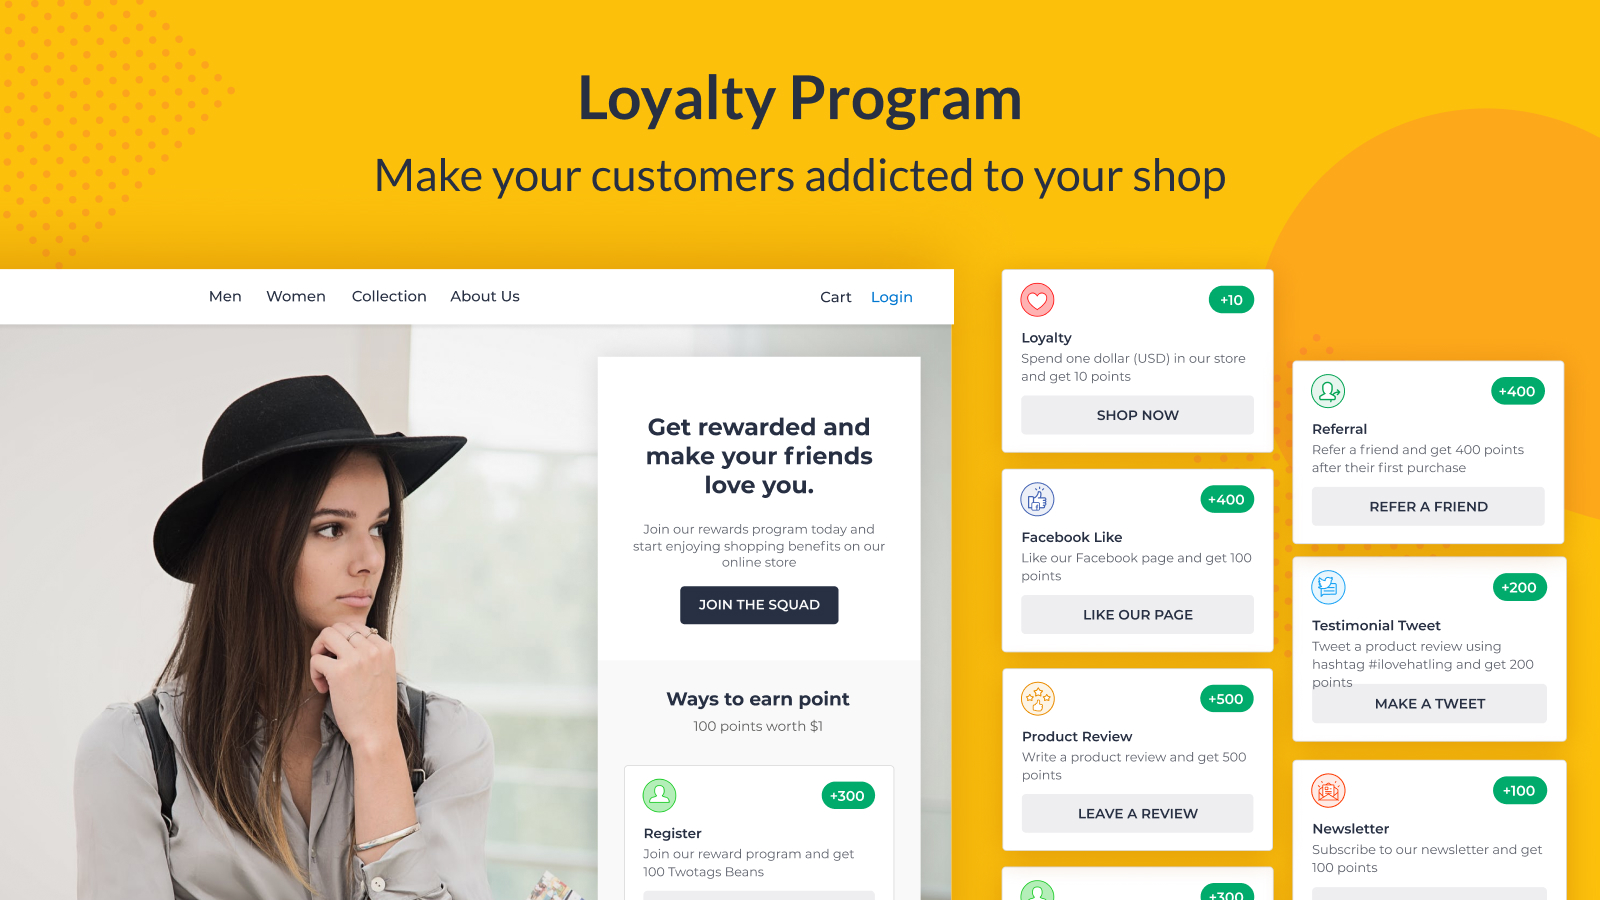 Loyalty Program
Make your customers addicted to your shop
Men Women Collection About Us Cart Login
Get rewarded and
make your friends
love you.
Join our rewards program today and
start enjoying shopping benefits on our
online store
JOIN THE SQUAD
Ways to earn point
100 points worth $1
+300
Register
Join our reward program and get
100 Twotags Beans
+10
Loyalty
Spend one dollar (USD) in our store
and get 10 points
SHOP NOW
+400
Facebook Like
Like our Facebook page and get 100
points
LIKE OUR PAGE
+500
Product Review
Write a product review and get 500
points
LEAVE A REVIEW
+300
+400
Referral
Refer a friend and get 400 points
after their first purchase
REFER A FRIEND
+200
Testimonial Tweet
Tweet a product review using
hashtag #ilovehatling and get 200
points
MAKE A TWEET
+100
Newsletter
Subscribe to our newsletter and get
100 points